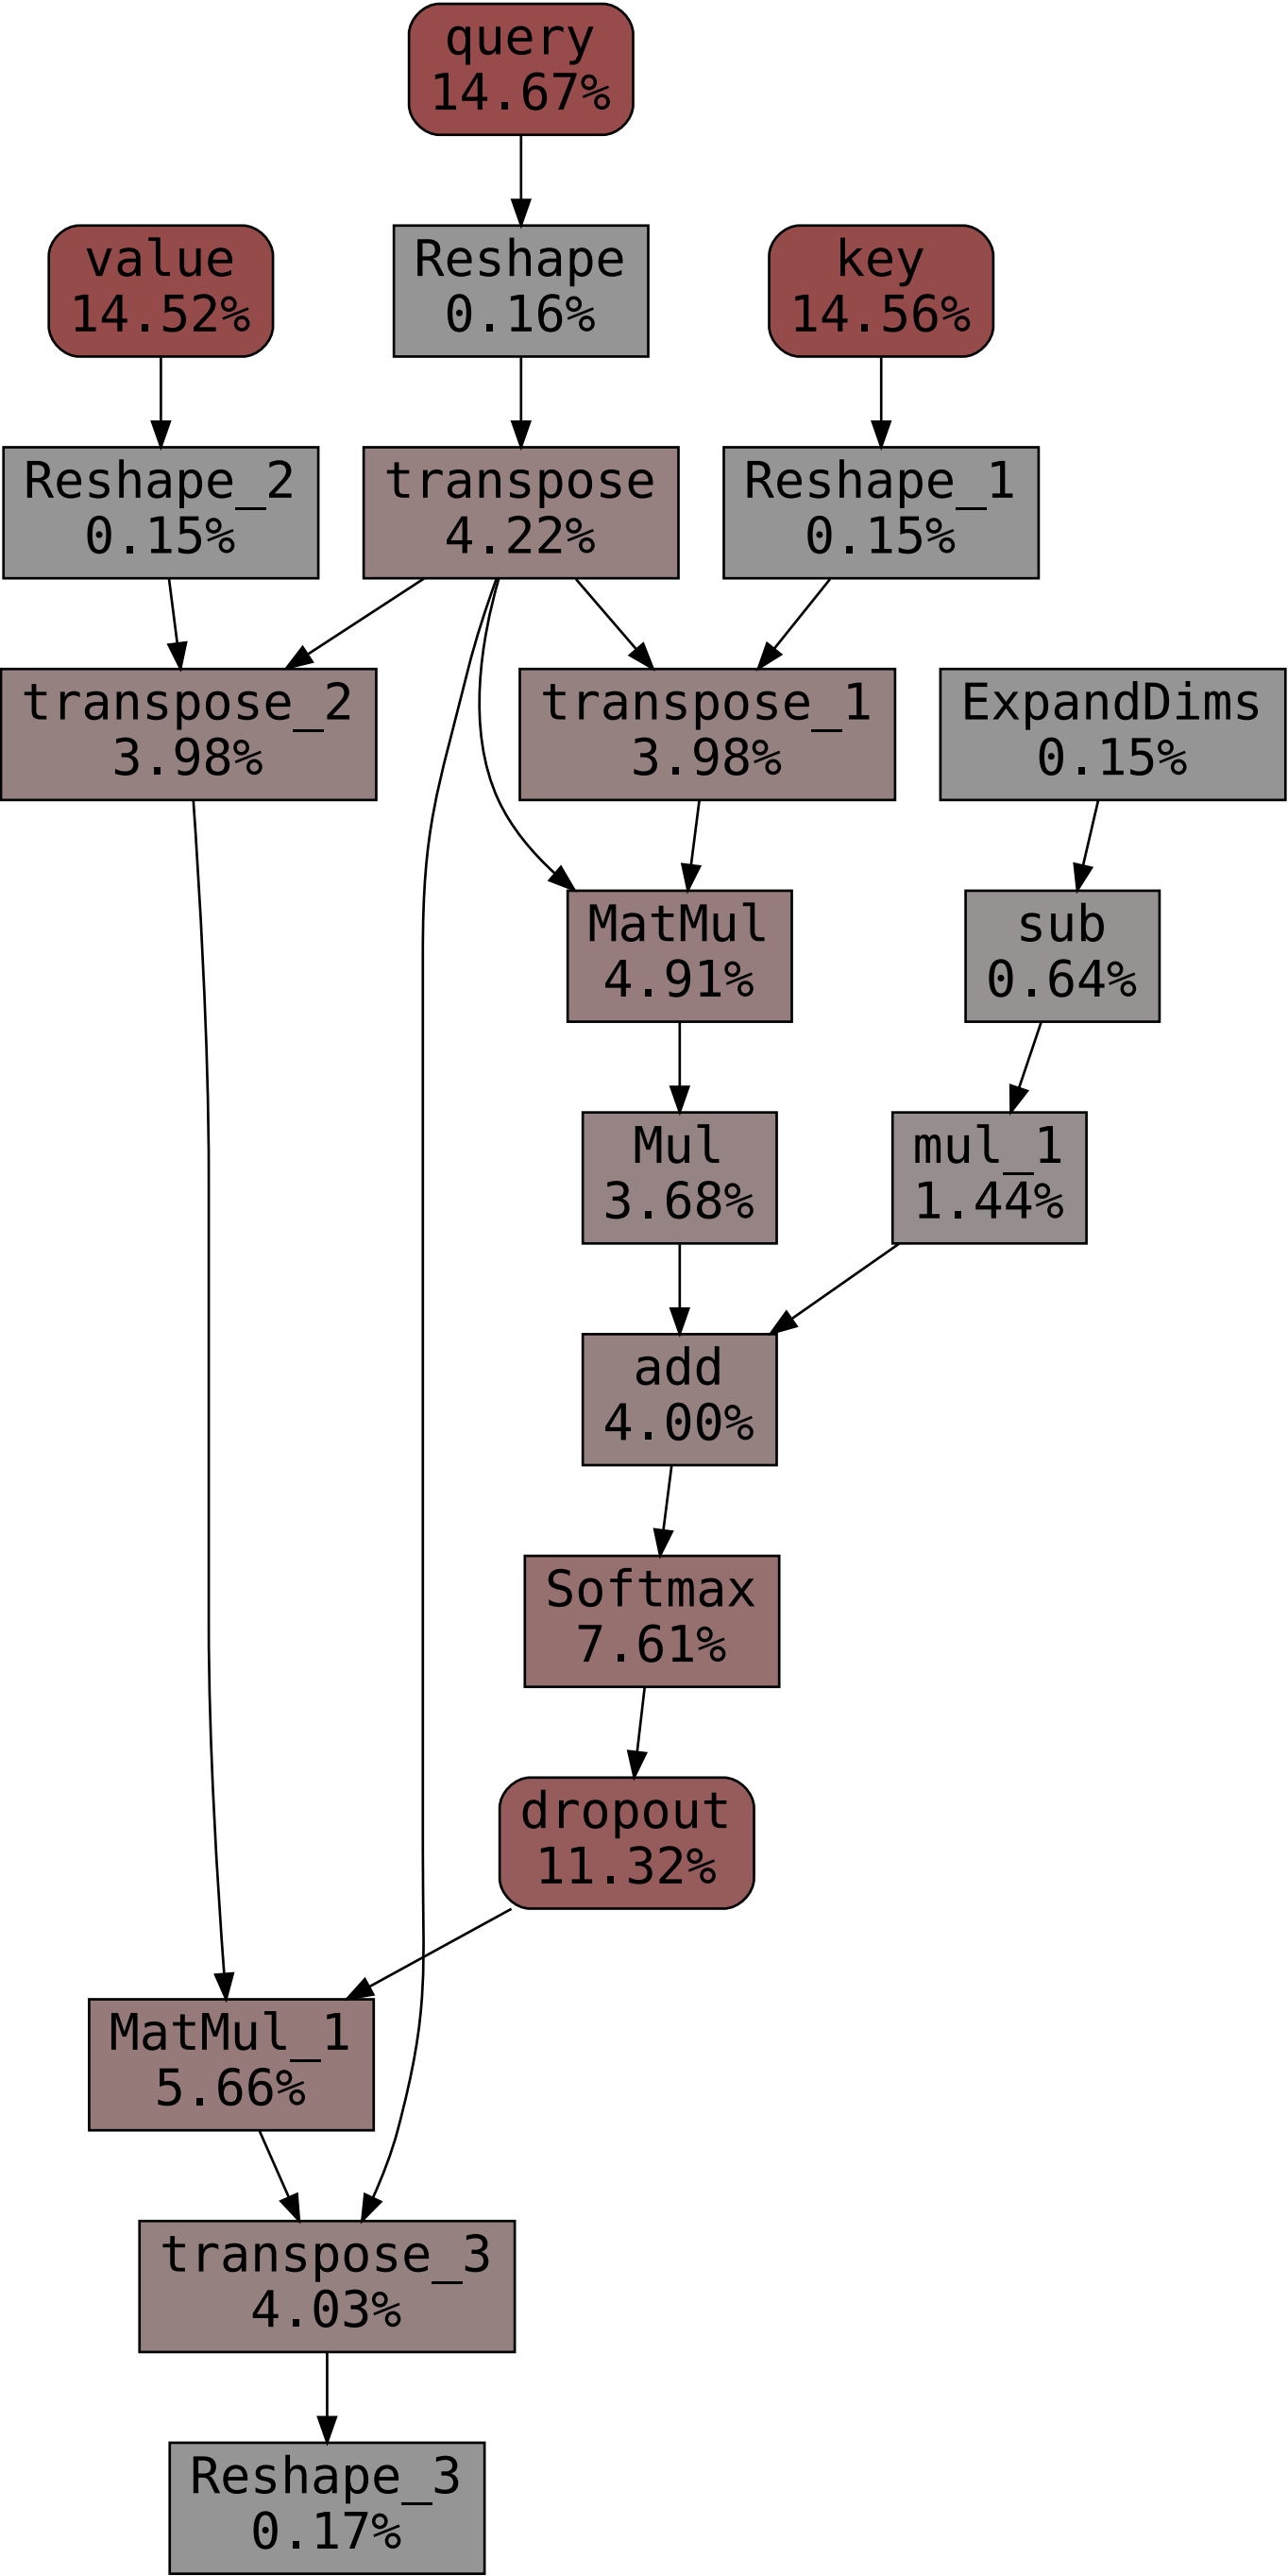 query
14.67%
value
14.52%
Reshape
0.16%
key
14.56%
Reshape_2
0.15%
transpose
4.22%
Reshape_1
0.15%
transpose_2
3.98%
transpose_1
3.98%
ExpandDims
0.15%
MatMul
4.91%
sub
0.64%
Mul
3.68%
mul_1
1.44%
add
4.00%
Softmax
7.61%
dropout
11.32%
MatMul_1
5.66%
transpose_3
4.03%
Reshape_3
0.17%